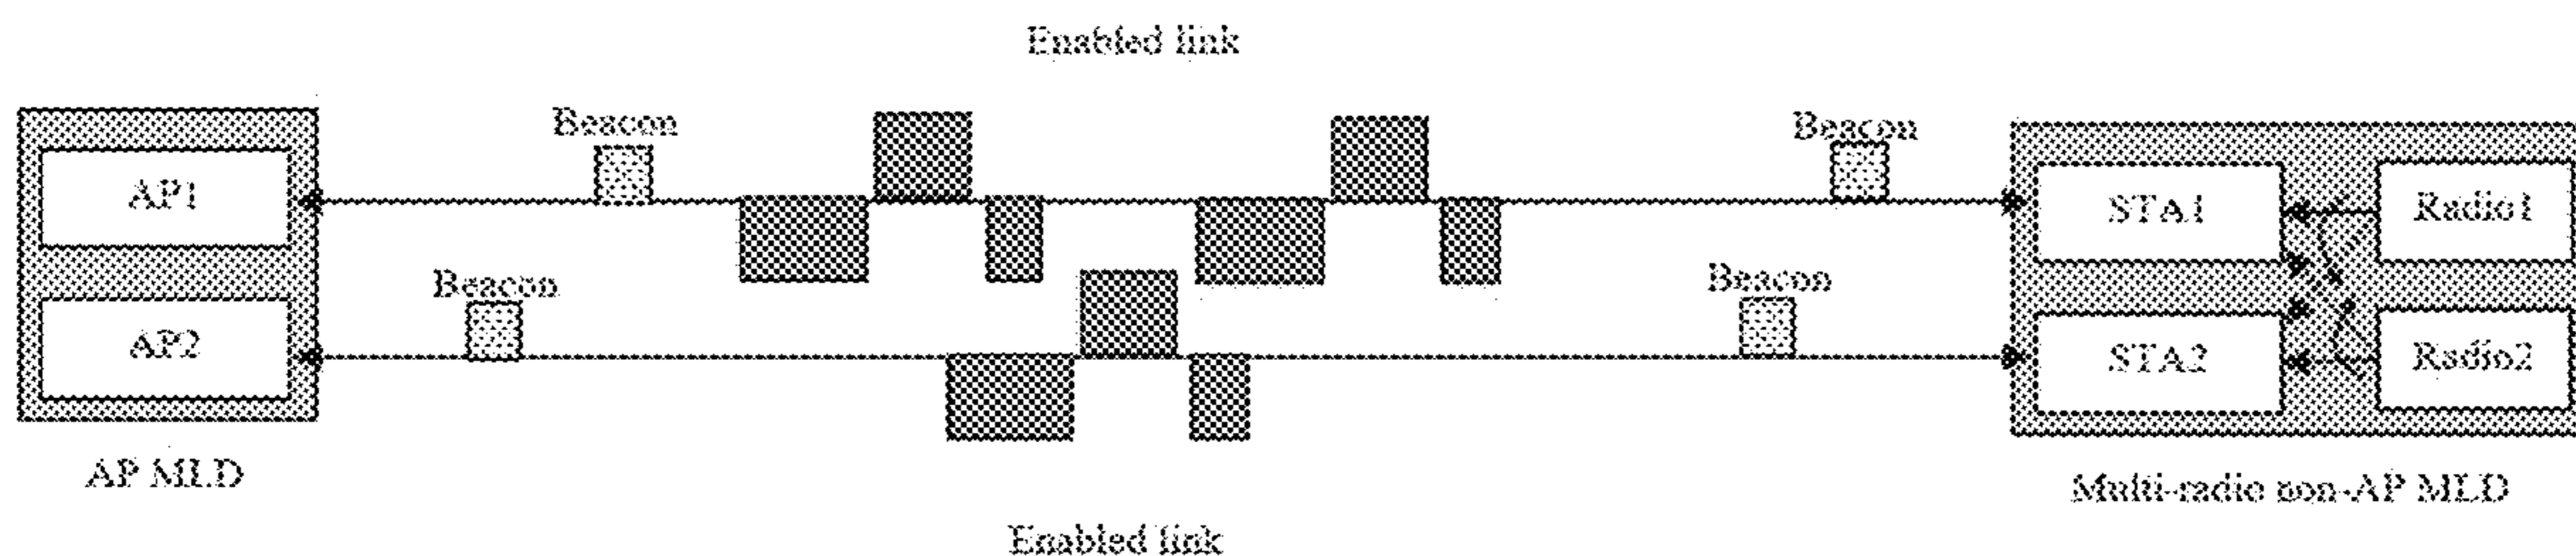 Enabled link
Beacon
Beacon
AP1
STA1
Radio1
Beacon
Beacon
AP2
STA2
Radio2
AP MLD
Multi-radio non-AP MLD
Enabled link